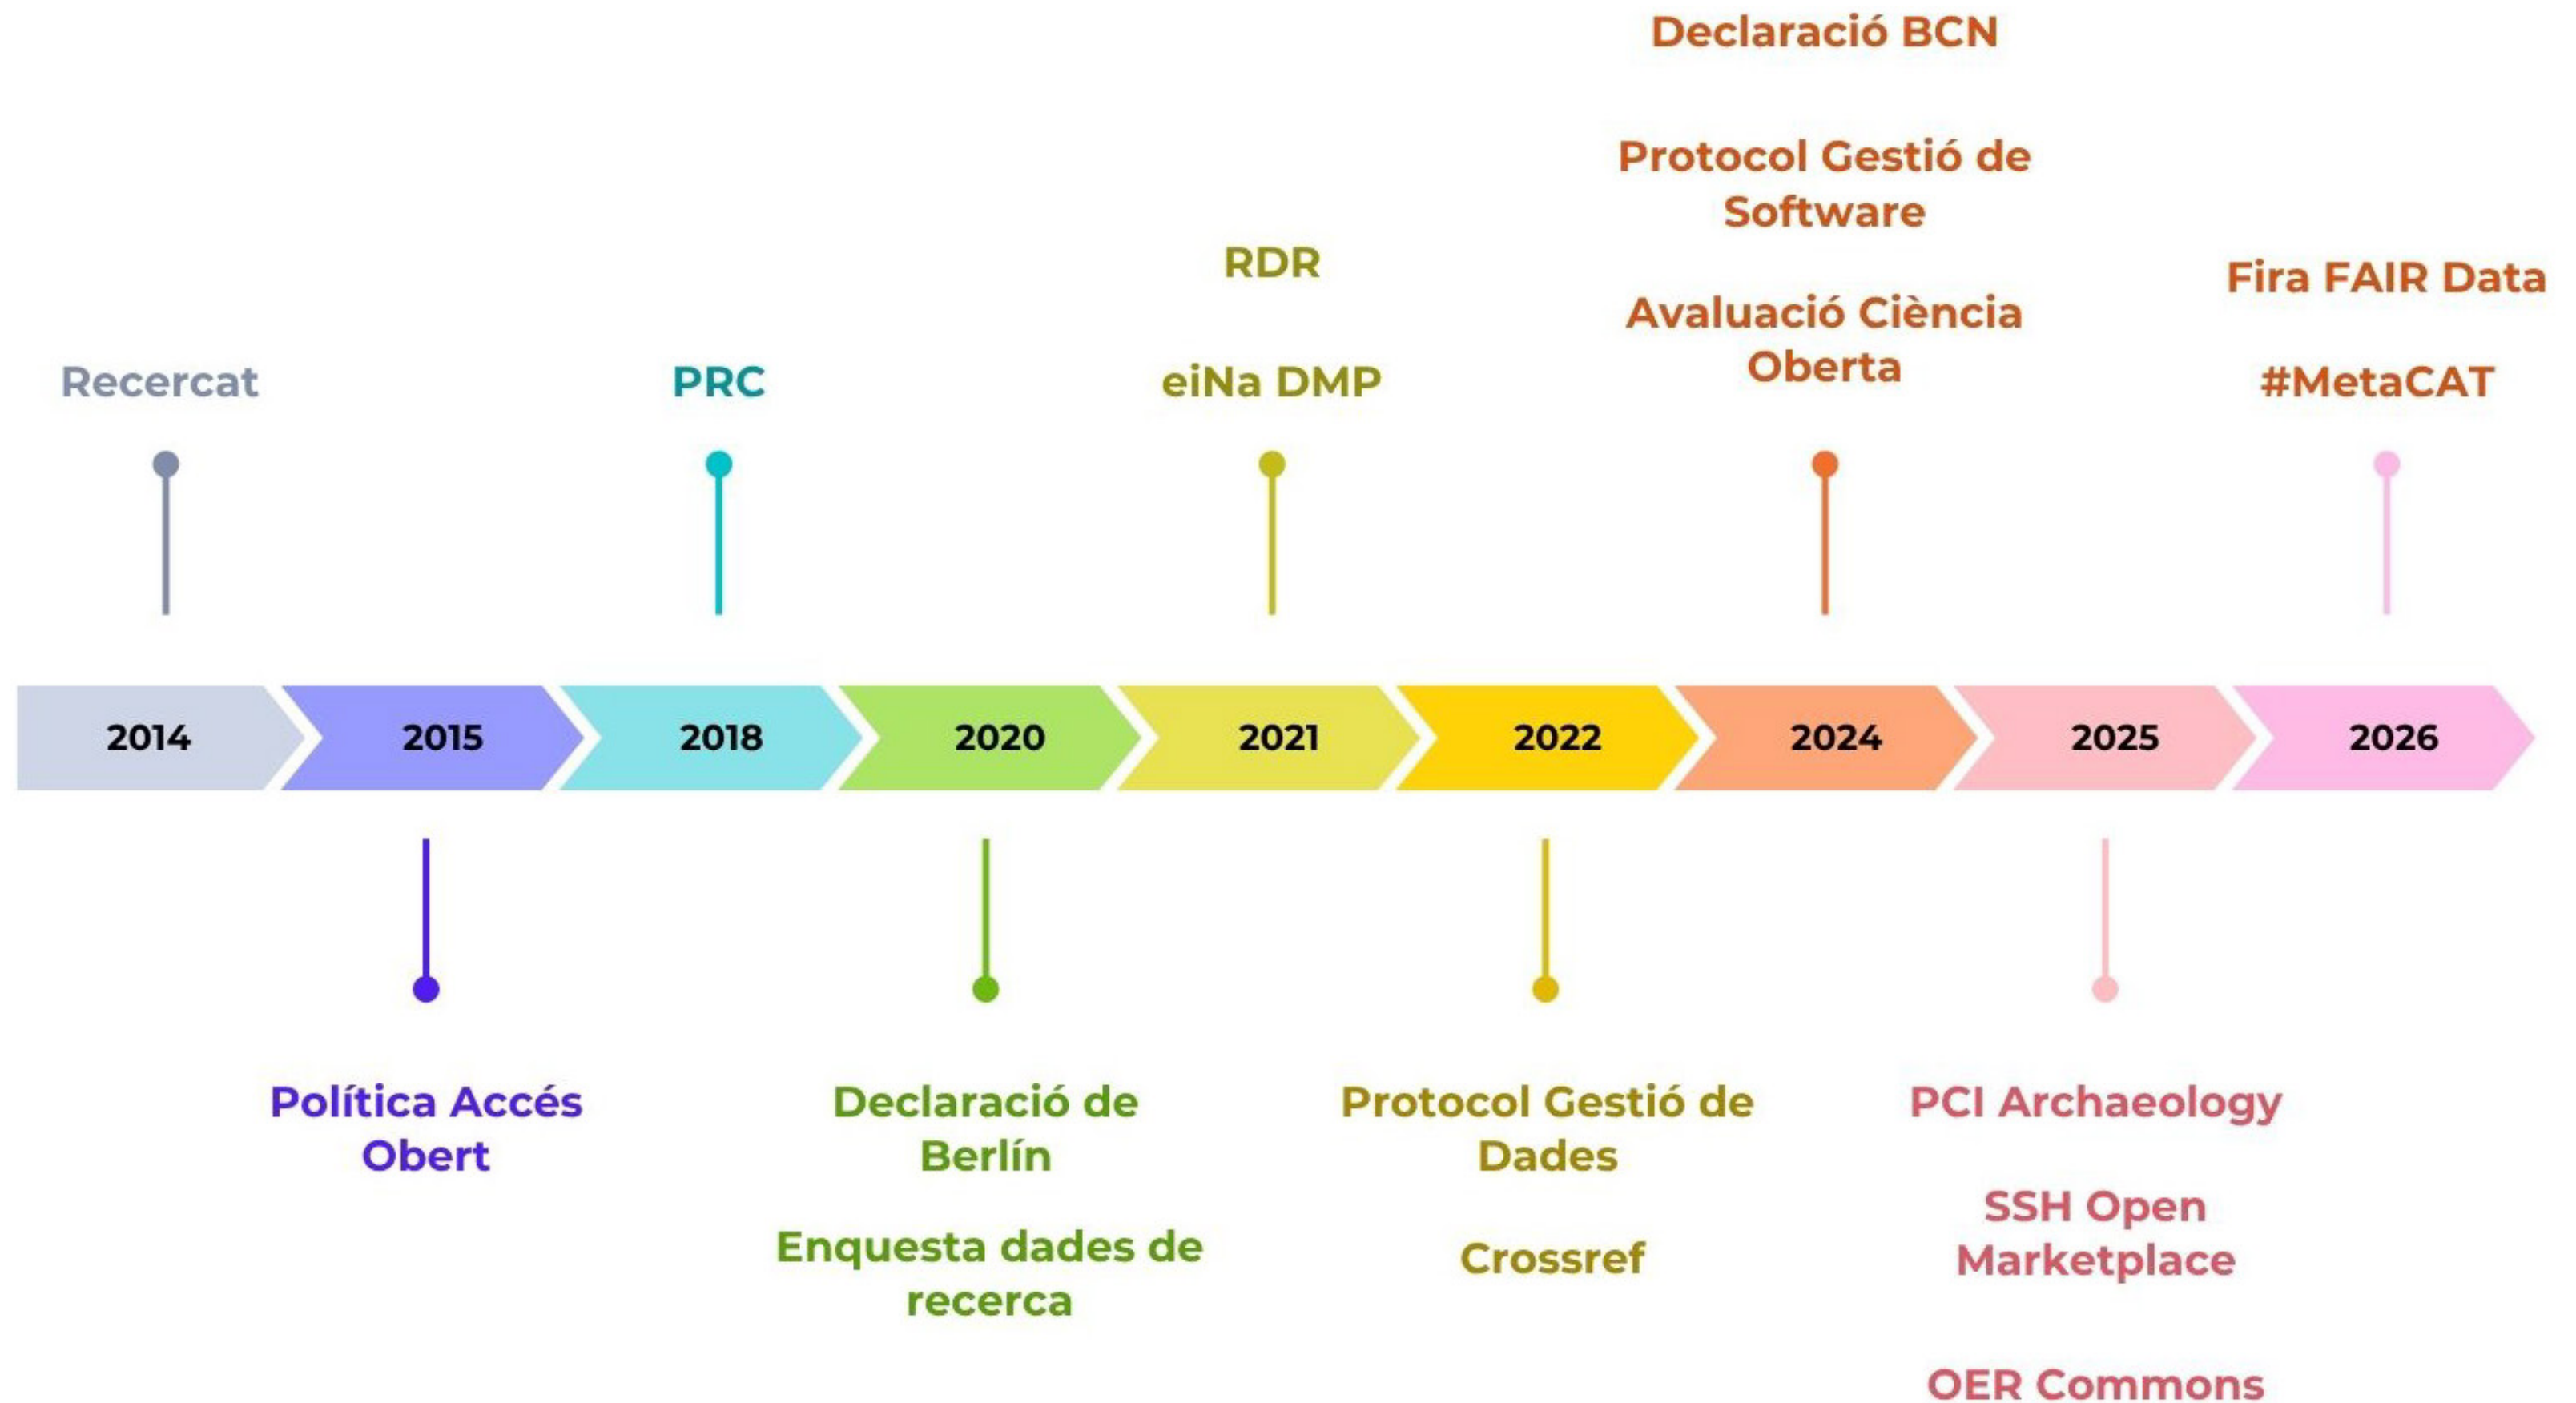 Declaració BCN
Protocol Gestió de
Software
RDR
Fira FAIR Data
Avaluació Ciència
Oberta
Recercat
PRC
eiNa DMP
#MetaCAT
2014
2015
2018
2020
2021
2022
2024
2025
2026
Política Accés
Obert
Declaració de
Berlín
Enquesta dades de
recerca
Protocol Gestió de
Dades
Crossref
PCI Archaeology
SSH Open
Marketplace
OER Commons